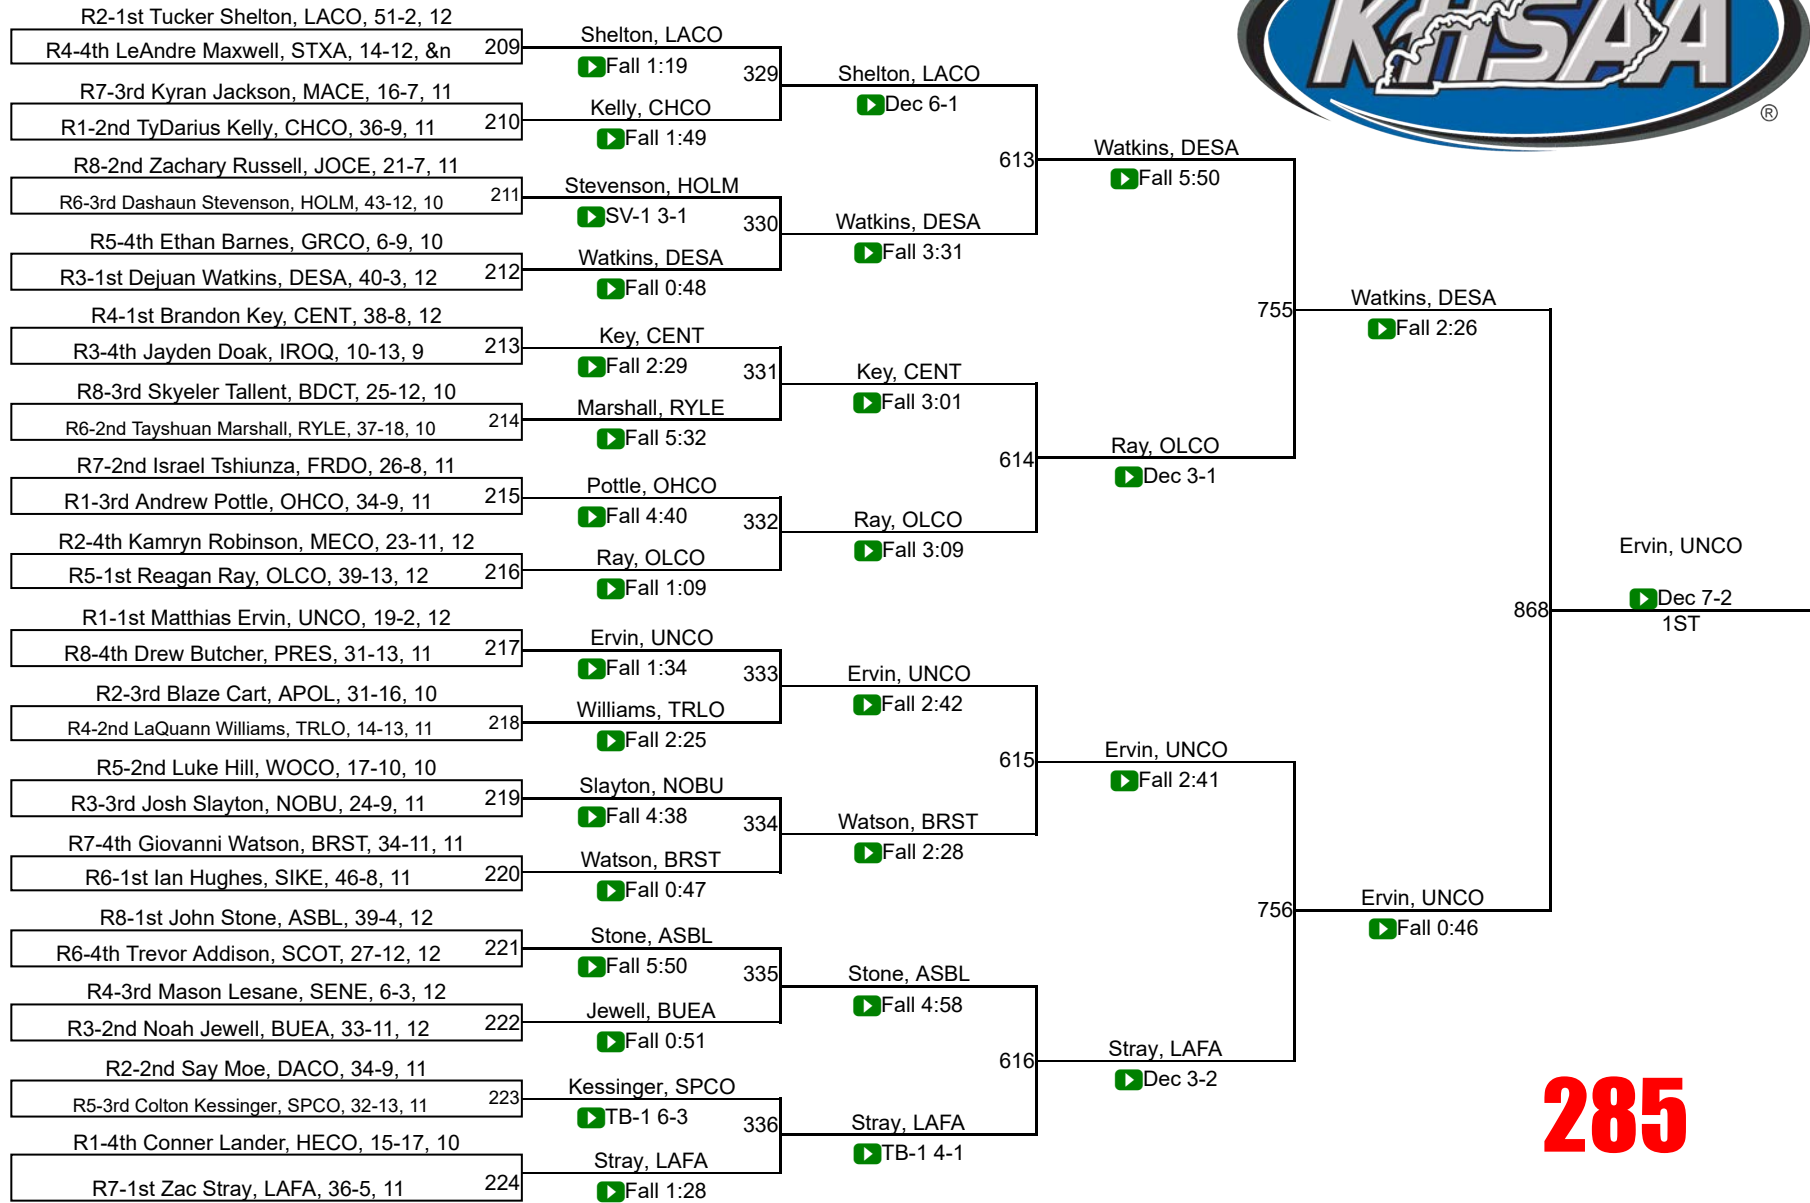 KHSAA
®
R2-1st Tucker Shelton, LACO, 51-2, 12
R4-4th LeAndre Maxwell, STXA, 14-12, &n
209
R7-3rd Kyran Jackson, MACE, 16-7, 11
R1-2nd TyDarius Kelly, CHCO, 36-9, 11
210
R8-2nd Zachary Russell, JOCE, 21-7, 11
R6-3rd Dashaun Stevenson, HOLM, 43-12, 10
211
R5-4th Ethan Barnes, GRCO, 6-9, 10
R3-1st Dejuan Watkins, DESA, 40-3, 12
212
R4-1st Brandon Key, CENT, 38-8, 12
R3-4th Jayden Doak, IROQ, 10-13, 9
213
R8-3rd Skyeler Tallent, BDCT, 25-12, 10
R6-2nd Tayshuan Marshall, RYLE, 37-18, 10
214
R7-2nd Israel Tshiunza, FRDO, 26-8, 11
R1-3rd Andrew Pottle, OHCO, 34-9, 11
215
R2-4th Kamryn Robinson, MECO, 23-11, 12
R5-1st Reagan Ray, OLCO, 39-13, 12
216
R1-1st Matthias Ervin, UNCO, 19-2, 12
R8-4th Drew Butcher, PRES, 31-13, 11
217
R2-3rd Blaze Cart, APOL, 31-16, 10
R4-2nd LaQuann Williams, TRLO, 14-13, 11
218
R5-2nd Luke Hill, WOCO, 17-10, 10
R3-3rd Josh Slayton, NOBU, 24-9, 11
219
R7-4th Giovanni Watson, BRST, 34-11, 11
R6-1st Ian Hughes, SIKE, 46-8, 11
220
R8-1st John Stone, ASBL, 39-4, 12
R6-4th Trevor Addison, SCOT, 27-12, 12
221
R4-3rd Mason Lesane, SENE, 6-3, 12
R3-2nd Noah Jewell, BUEA, 33-11, 12
222
R2-2nd Say Moe, DACO, 34-9, 11
R5-3rd Colton Kessinger, SPCO, 32-13, 11
223
R1-4th Conner Lander, HECO, 15-17, 10
R7-1st Zac Stray, LAFA, 36-5, 11
224
Shelton, LACO
Fall 1:19
329
Kelly, CHCO
Fall 1:49
Stevenson, HOLM
SV-1 3-1
330
Watkins, DESA
Fall 0:48
Key, CENT
Fall 2:29
331
Marshall, RYLE
Fall 5:32
Pottle, OHCO
Fall 4:40
332
Ray, OLCO
Fall 1:09
Ervin, UNCO
Fall 1:34
333
Williams, TRLO
Fall 2:25
Slayton, NOBU
Fall 4:38
334
Watson, BRST
Fall 0:47
Stone, ASBL
Fall 5:50
335
Jewell, BUEA
Fall 0:51
Kessinger, SPCO
TB-1 6-3
336
Stray, LAFA
Fall 1:28
Shelton, LACO
Dec 6-1
613
Watkins, DESA
Fall 3:31
Key, CENT
Fall 3:01
614
Ray, OLCO
Fall 3:09
Ervin, UNCO
Fall 2:42
615
Watson, BRST
Fall 2:28
Stone, ASBL
Fall 4:58
616
Stray, LAFA
TB-1 4-1
Watkins, DESA
Fall 5:50
755
Ray, OLCO
Dec 3-1
Ervin, UNCO
Fall 2:41
756
Stray, LAFA
Dec 3-2
Watkins, DESA
Fall 2:26
868
Ervin, UNCO
Fall 0:46
Ervin, UNCO
Dec 7-2
1ST
285